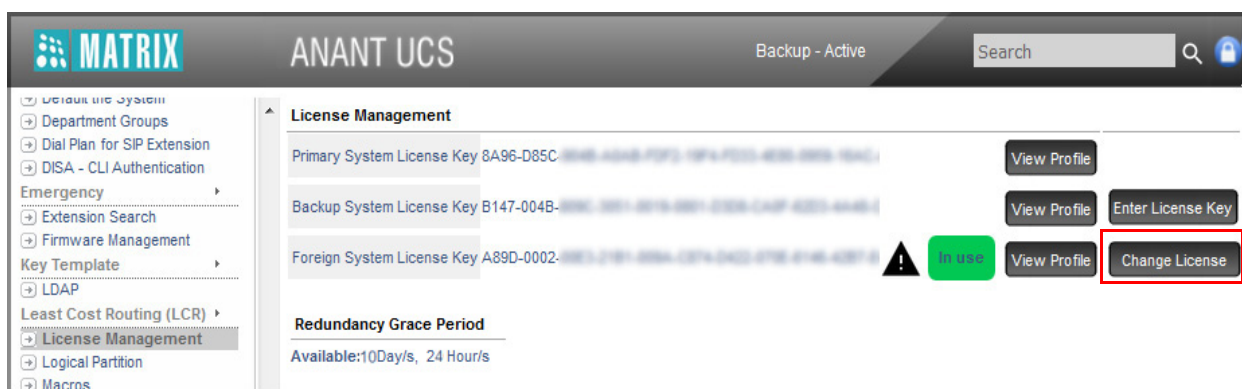 MATRIX
ANANT UCS
Backup - Active
Search
Default the System
Department Groups
Dial Plan for SIP Extension
DISA - CLI Authentication
Emergency
Extension Search
Firmware Management
Key Template
LDAP
Least Cost Routing (LCR)
License Management
Logical Partition
Macros
License Management
Primary System License Key 8A96-D85C- View Profile
Backup System License Key B147-004B- View Profile Enter License Key
Foreign System License Key A89D-0002- In use View Profile Change License
Redundancy Grace Period
Available:10Day/s, 24 Hour/s